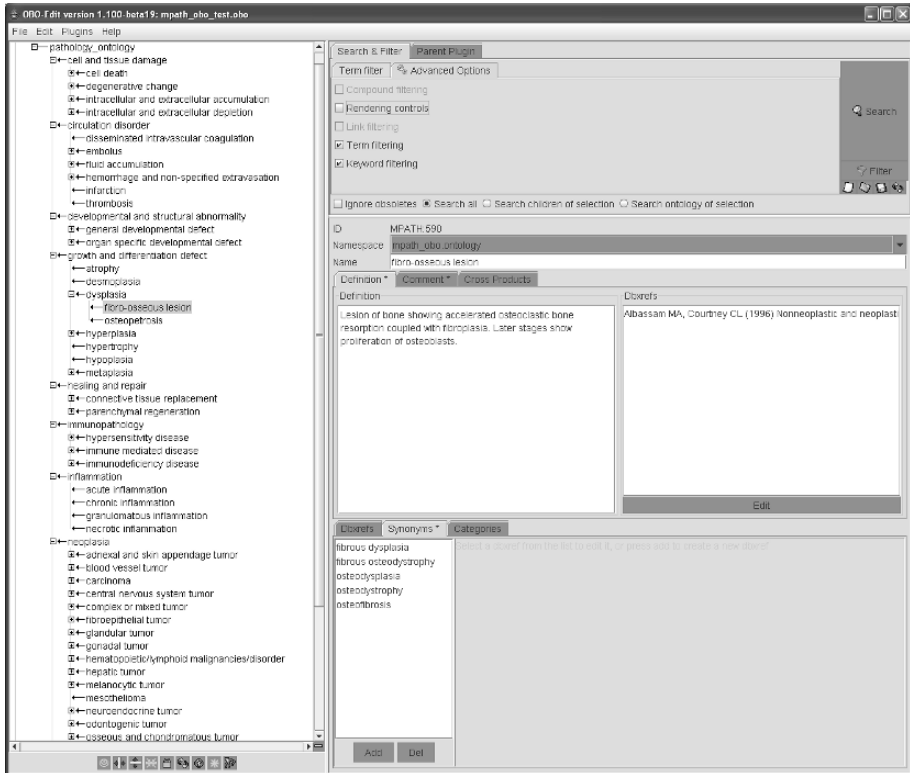 OBO-Edit version 1.100-beta19: mpath_obo_test.obo
File Edit Plugins Help
pathology_ontology
cell and tissue damage
cell death
degenerative change
intracellular and extracellular accumulation
intracellular and extracellular depletion
circulation disorder
disseminated intravascular coagulation
embolus
fluid accumulation
hemorrhage and non-specified extravasation
infarction
thrombosis
developmental and structural abnormality
general developmental defect
organ specific developmental defect
growth and differentiation defect
atrophy
desmoplasia
dysplasia
fibro-osseous lesion
osteopetrosis
hyperplasia
hypertrophy
hypoplasia
metaplasia
healing and repair
connective tissue replacement
parenchymal regeneration
immunopathology
hypersensitivity disease
immune mediated disease
immunodeficiency disease
inflammation
acute inflammation
chronic inflammation
granulomatous inflammation
necrotic inflammation
neoplasia
adnexal and skin appendage tumor
blood vessel tumor
carcinoma
central nervous system tumor
complex or mixed tumor
fibroepithelial tumor
glandular tumor
gonadal tumor
hematopoietic/lymphoid malignancies/disorder
hepatic tumor
melanocytic tumor
mesothelioma
neuroendocrine tumor
odontogenic tumor
osseous and chondromatous tumor
Search & Filter Parent Plugin
Term filter Advanced Options
Compound filtering
Rendering controls
Link filtering
Term filtering
Keyword filtering
Search
Filter
Ignore obsoletes Search all Search children of selection Search ontology of selection
ID MPATH:590
Namespace mpath_obo.ontology
Name fibro-osseous lesion
Definition * Comment * Cross Products
Definition
Lesion of bone showing accelerated osteoclastic bone
resorption coupled with fibroplasia. Later stages show
proliferation of osteoblasts.
Dbxrefs
Albassam MA, Courtney CL (1996) Nonneoplastic and neoplasti
Edit
Dbxrefs Synonyms * Categories
fibrous dysplasia
fibrous osteodystrophy
osteodysplasia
osteodystrophy
osteofibrosis
Select a dbxref from the list to edit it, or press add to create a new dbxref
Add Del